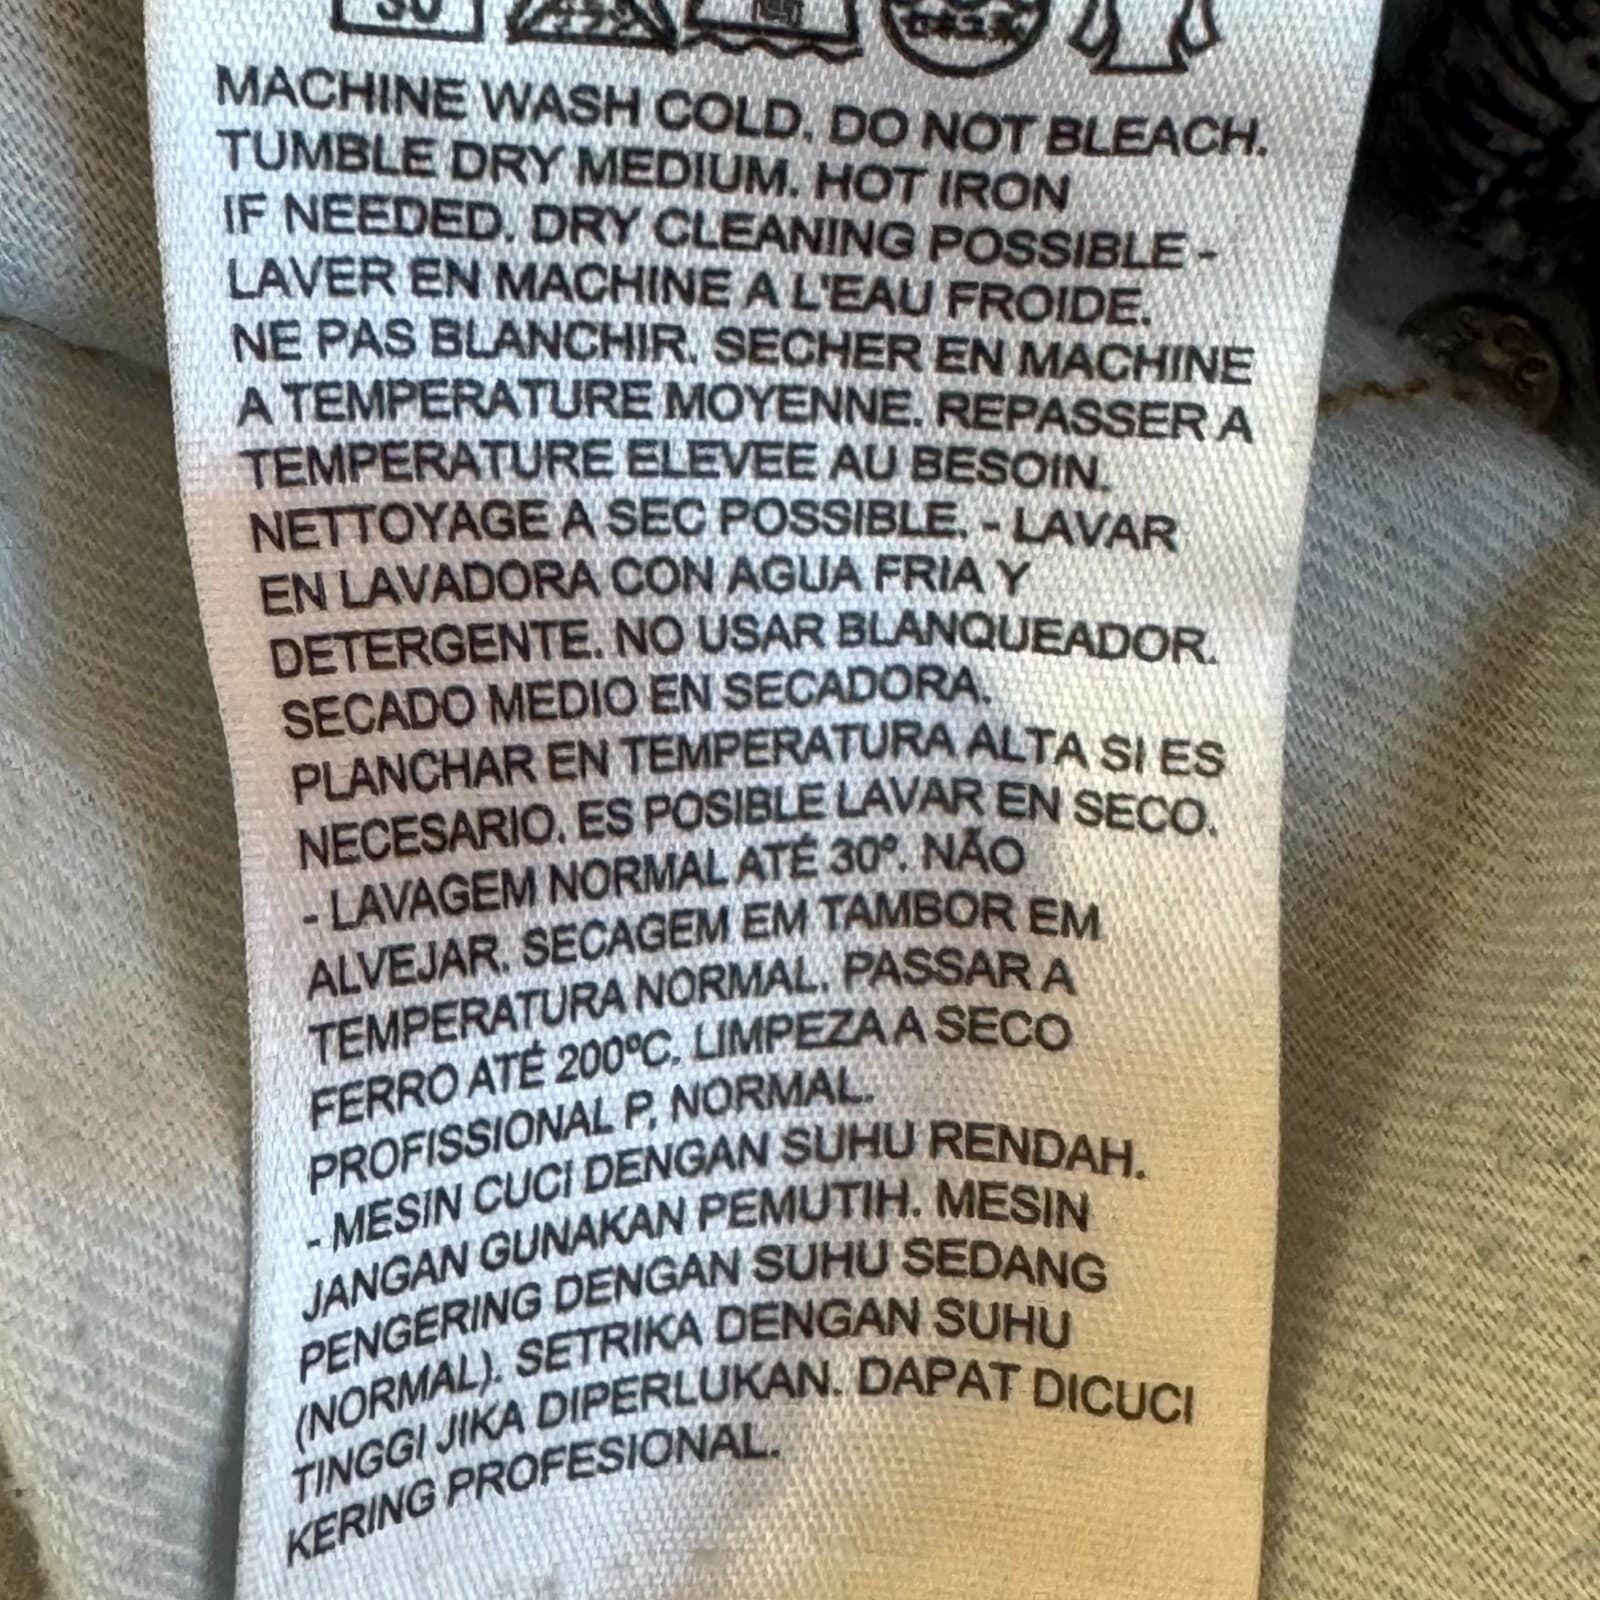 30
MACHINE WASH COLD. DO NOT BLEACH.
TUMBLE DRY MEDIUM. HOT IRON
IF NEEDED. DRY CLEANING POSSIBLE -
LAVER EN MACHINE A L'EAU FROIDE.
NE PAS BLANCHIR. SECHER EN MACHINE
A TEMPERATURE MOYENNE. REPASSER A
TEMPERATURE ELEVEE AU BESOIN.
NETTOYAGE A SEC POSSIBLE. - LAVAR
EN LAVADORA CON AGUA FRIA Y
DETERGENTE. NO USAR BLANQUEADOR.
SECADO MEDIO EN SECADORA.
PLANCHAR EN TEMPERATURA ALTA SI ES
NECESARIO. ES POSIBLE LAVAR EN SECO.
- LAVAGEM NORMAL ATÉ 30º. NÃO
ALVEJAR. SECAGEM EM TAMBOR EM
TEMPERATURA NORMAL. PASSAR A
FERRO ATÉ 200ºC. LIMPEZA A SECO
PROFISSIONAL P, NORMAL.
- MESIN CUCI DENGAN SUHU RENDAH.
JANGAN GUNAKAN PEMUTIH. MESIN
PENGERING DENGAN SUHU SEDANG
(NORMAL). SETRIKA DENGAN SUHU
TINGGI JIKA DIPERLUKAN. DAPAT DICUCI
KERING PROFESIONAL.